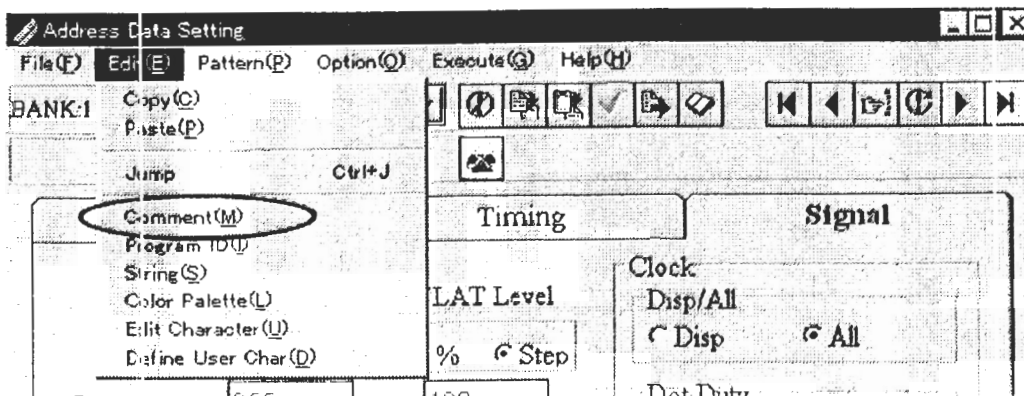 Address Data Setting
File(F) Edit(E) Pattern(P) Option(O) Execute(G) Help(H)
BANK:1
Copy(C)
Paste(P)
Jump Ctrl+J
Comment(M)
Program ID(I)
String(S)
Color Palette(L)
Edit Character(U)
Define User Char(D)
Timing
Signal
LAT Level
% Step
Clock
Disp/All
Disp All
Dot Duty